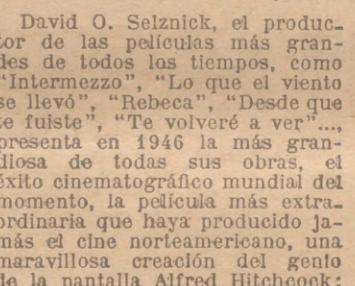 David O. Selznick, el produc-
tor de las películas más gran-
des de todos los tiempos, como
"Intermezzo", "Lo que el viento
se llevó", "Rebeca", "Desde que
te fuiste", "Te volveré a ver"...,
presenta en 1946 la más gran-
diosa de todas sus obras, el
éxito cinematográfico mundial del
momento, la película más extra-
ordinaria que haya producido ja-
más el cine norteamericano, una
maravillosa creación del genio
de la pantalla Alfred Hitchcock: